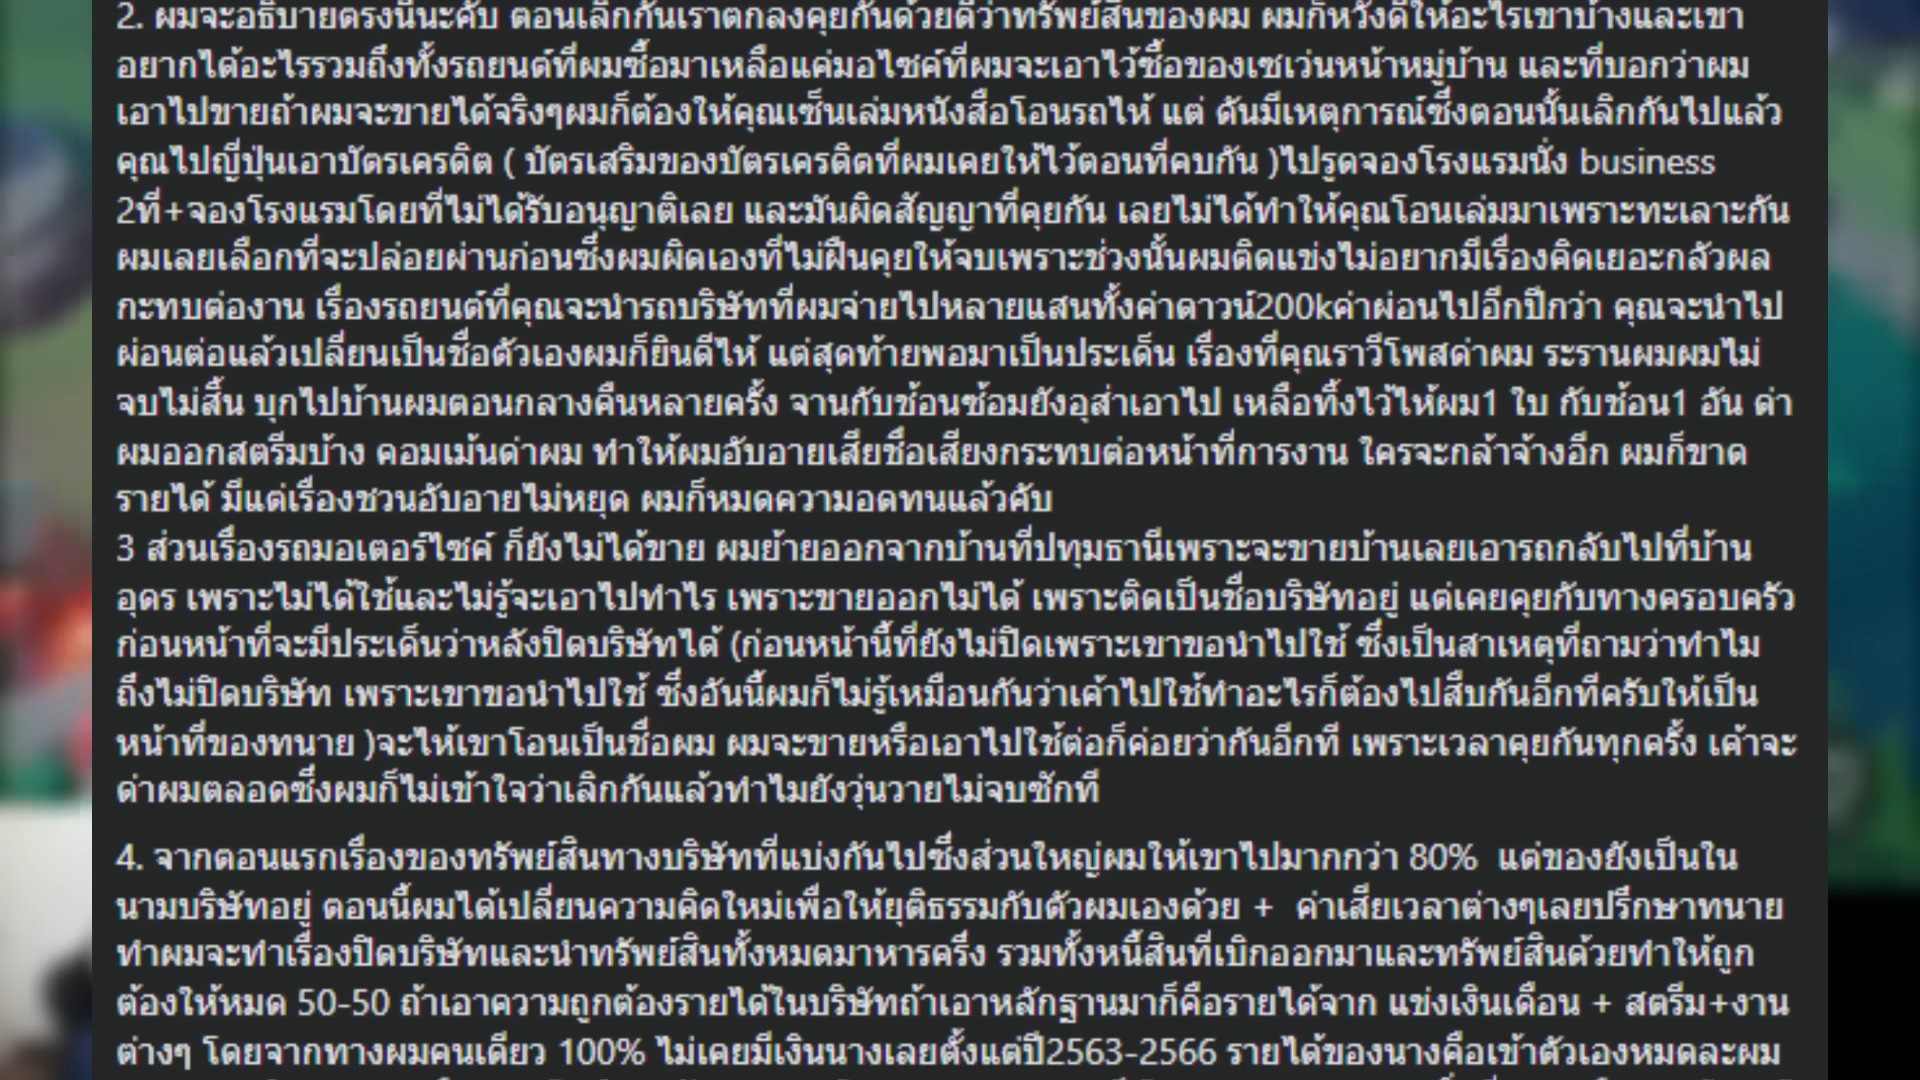 2. ผมจะอธิบายตรงนี้นะคับ ตอนเลิกกันเราตกลงคุยกันด้วยดีว่าทรัพย์สินของผม ผมก็หวังดีให้อะไรเขาบ้างและเขา
อยากได้อะไรรวมถึงทั้งรถยนต์ที่ผมซื้อมาเหลือแค่มอไซค์ที่ผมจะเอาไว้ซื้อของเซเว่นหน้าหมู่บ้าน และที่บอกว่าผม
เอาไปขายถ้าผมจะขายได้จริงๆผมก็ต้องให้คุณเซ็นเล่มหนังสือโอนรถไห้ แต่ ดันมีเหตุการณ์ซึ่งตอนนั้นเลิกกันไปแล้ว
คุณไปญี่ปุ่นเอาบัตรเครดิต ( บัตรเสริมของบัตรเครดิตที่ผมเคยให้ไว้ตอนที่คบกัน )ไปรูดจองโรงแรมนั่ง business
2ที่+จองโรงแรมโดยที่ไม่ได้รับอนุญาติเลย และมันผิดสัญญาที่คุยกัน เลยไม่ได้ทำให้คุณโอนเล่มมาเพราะทะเลาะกัน
ผมเลยเลือกที่จะปล่อยผ่านก่อนซึ่งผมผิดเองที่ไม่ฝืนคุยให้จบเพราะช่วงนั้นผมติดแข่งไม่อยากมีเรื่องคิดเยอะกลัวผล
กะทบต่องาน เรื่องรถยนต์ที่คุณจะนำรถบริษัทที่ผมจ่ายไปหลายแสนทั้งค่าดาวน์200kค่าผ่อนไปอีกปีกว่า คุณจะนำไป
ผ่อนต่อแล้วเปลี่ยนเป็นชื่อตัวเองผมก็ยินดีไห้ แต่สุดท้ายพอมาเป็นประเด็น เรื่องที่คุณราวีโพสด่าผม ระรานผมผมไม่
จบไม่สิ้น บุกไปบ้านผมตอนกลางคืนหลายครั้ง จานกับช้อนซ้อมยังอุส่าเอาไป เหลือทิ้งไว้ไห้ผม1 ใบ กับช้อน1 อัน ด่า
ผมออกสตรีมบ้าง คอมเม้นด่าผม ทำให้ผมอับอายเสียชื่อเสียงกระทบต่อหน้าที่การงาน ใครจะกล้าจ้างอีก ผมก็ขาด
รายได้ มีแต่เรื่องชวนอับอายไม่หยุด ผมก็หมดความอดทนแล้วคับ
3 ส่วนเรื่องรถมอเตอร์ไซค์ ก็ยังไม่ได้ขาย ผมย้ายออกจากบ้านที่ปทุมธานีเพราะจะขายบ้านเลยเอารถกลับไปที่บ้าน
อุดร เพราะไม่ได้ใช้และไม่รู้จะเอาไปทำไร เพราะขายออกไม่ได้ เพราะติดเป็นชื่อบริษัทอยู่ แต่เคยคุยกับทางครอบครัว
ก่อนหน้าที่จะมีประเด็นว่าหลังปิดบริษัทได้ (ก่อนหน้านี้ที่ยังไม่ปิดเพราะเขาขอนำไปใช้ ซึ่งเป็นสาเหตุที่ถามว่าทำไม
ถึงไม่ปิดบริษัท เพราะเขาขอนำไปใช้ ซึ่งอันนี้ผมก็ไม่รู้เหมือนกันว่าเค้าไปใช้ทำอะไรก็ต้องไปสืบกันอีกทีครับให้เป็น
หน้าที่ของทนาย )จะไห้เขาโอนเป็นชื่อผม ผมจะขายหรือเอาไปใช้ต่อก็ค่อยว่ากันอีกที เพราะเวลาคุยกันทุกครั้ง เค้าจะ
ด่าผมตลอดซึ่งผมก็ไม่เข้าใจว่าเลิกกันแล้วทำไมยังวุ่นวายไม่จบซักที
4. จากตอนแรกเรื่องของทรัพย์สินทางบริษัทที่แบ่งกันไปซึ่งส่วนใหญ่ผมให้เขาไปมากกว่า 80% แต่ของยังเป็นใน
นามบริษัทอยู่ ตอนนี้ผมได้เปลี่ยนความคิดใหม่เพื่อให้ยุติธรรมกับตัวผมเองด้วย + ค่าเสียเวลาต่างๆเลยปรึกษาทนาย
ทำผมจะทำเรื่องปิดบริษัทและนำทรัพย์สินทั้งหมดมาหารครึ่ง รวมทั้งหนี้สินที่เบิกออกมาและทรัพย์สินด้วยทำให้ถูก
ต้องให้หมด 50-50 ถ้าเอาความถูกต้องรายได้ในบริษัทถ้าเอาหลักฐานมาก็คือรายได้จาก แข่งเงินเดือน + สตรีม+งาน
ต่างๆ โดยจากทางผมคนเดียว 100% ไม่เคยมีเงินนางเลยตั้งแต่ปี2563-2566 รายได้ของนางคือเข้าตัวเองหมดละผม